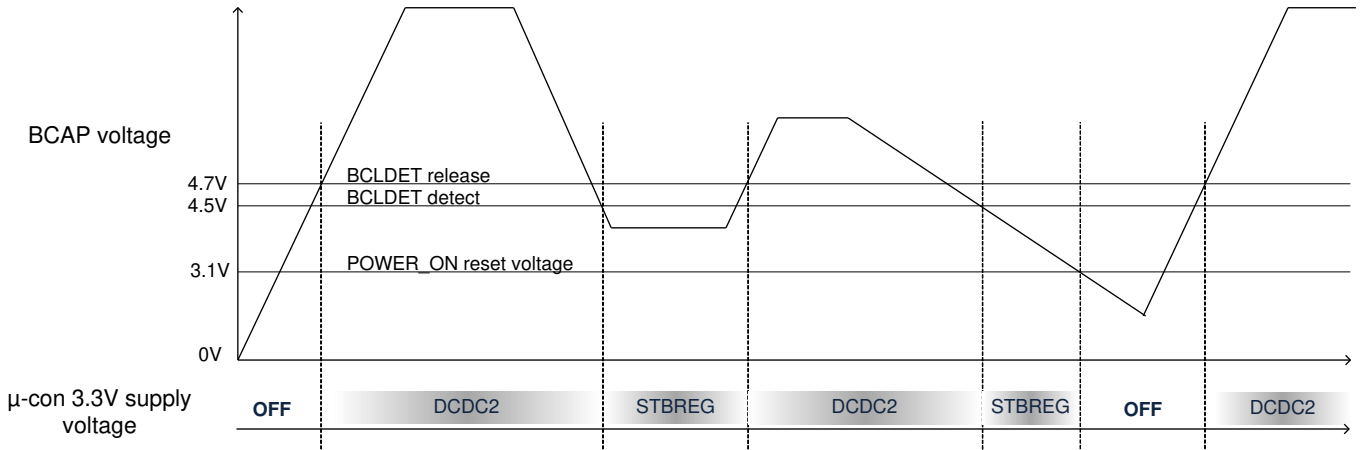 BCAP voltage
4.7V
BCLDET release
4.5V
BCLDET detect
3.1V
POWER_ON reset voltage
0V
μ-con 3.3V supply
voltage
OFF
DCDC2
STBREG
DCDC2
STBREG
OFF
DCDC2